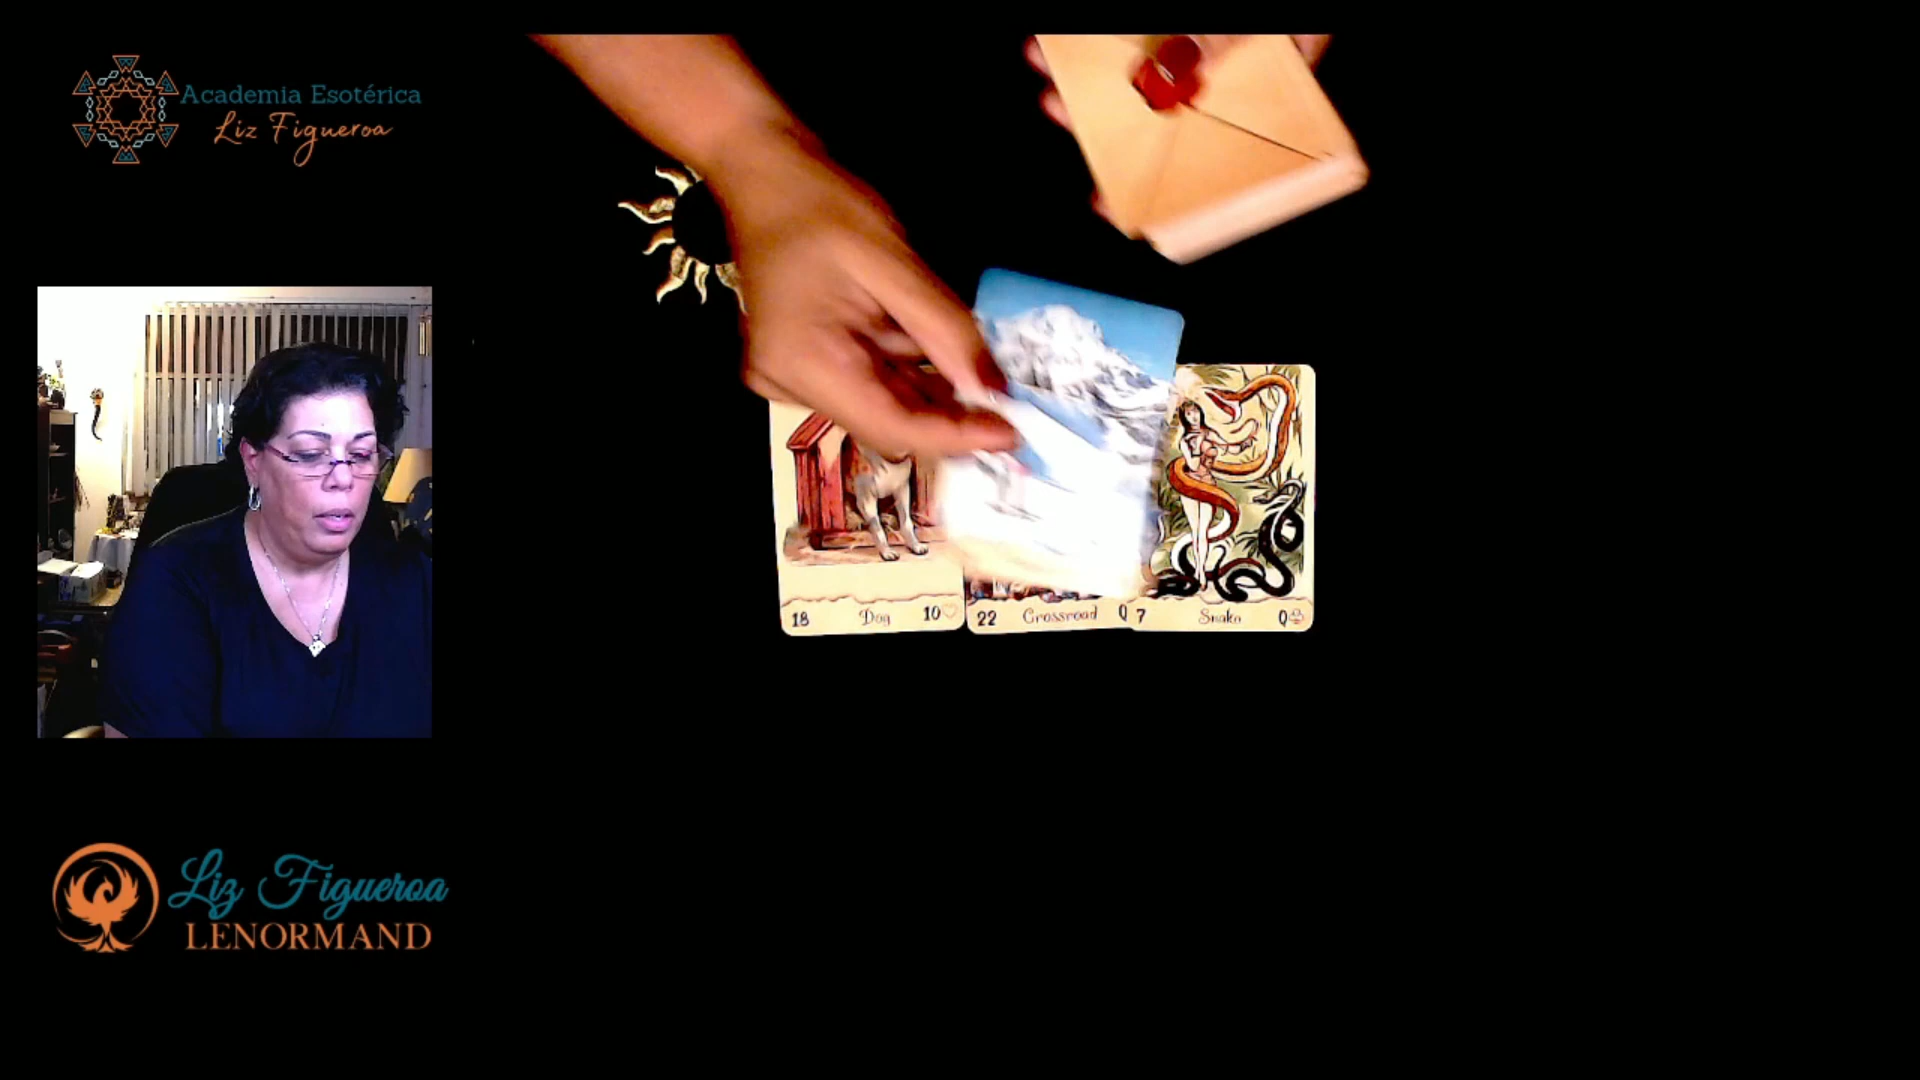 Academia Esotérica
Liz Figueroa
18 Dog 10♡
22 Crossroad Q
7 Snake Q♧
Liz Figueroa
LENORMAND